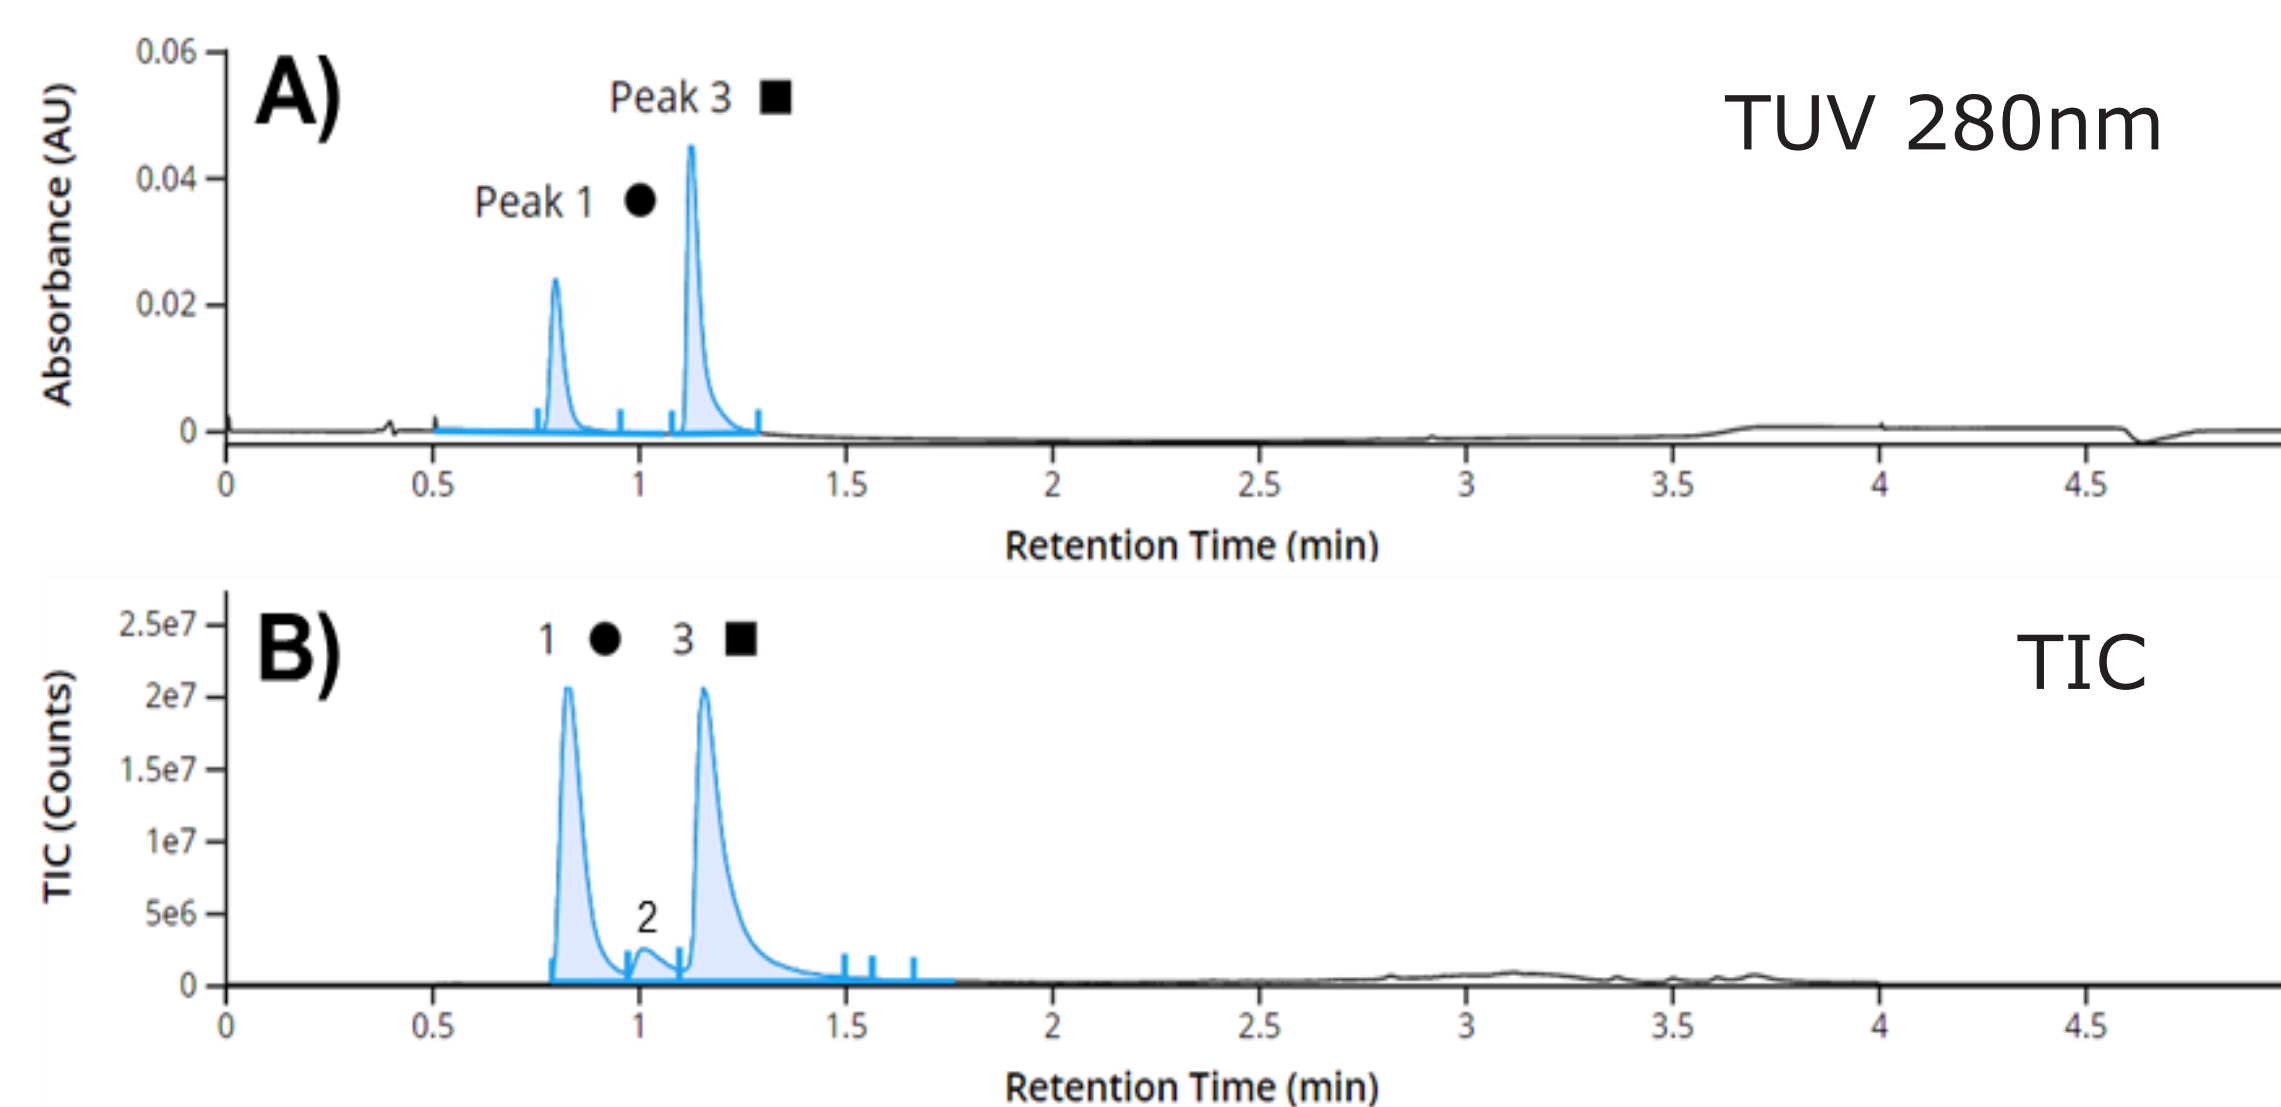 A)
TUV 280nm
Peak 3
Peak 1
Absorbance (AU)
0.06
0.04
0.02
0
0 0.5 1 1.5 2 2.5 3 3.5 4 4.5
Retention Time (min)
B)
TIC
1 3
2
TIC (Counts)
2.5e7
2e7
1.5e7
1e7
5e6
0
0 0.5 1 1.5 2 2.5 3 3.5 4 4.5
Retention Time (min)